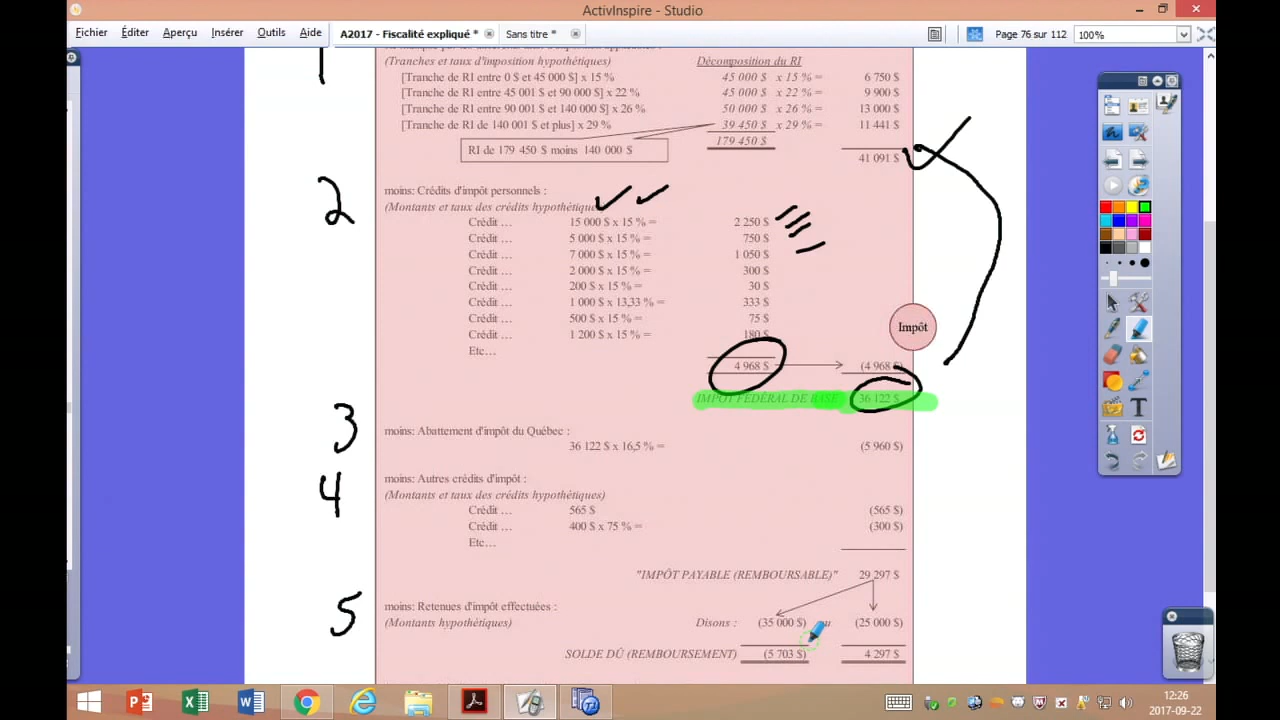 ActivInspire - Studio
Fichier Éditer Aperçu Insérer Outils Aide A2017 - Fiscalité expliqué * Sans titre * Page 76 sur 112 100%
1
(Tranches et taux d'imposition hypothétiques) Décomposition du RI
[Tranche de RI entre 0 $ et 45 000 $] x 15 % 45 000 $ x 15 % = 6 750 $
[Tranche de RI entre 45 001 $ et 90 000 $] x 22 % 45 000 $ x 22 % = 9 900 $
[Tranche de RI entre 90 001 $ et 140 000 $] x 26 % 50 000 $ x 26 % = 13 000 $
[Tranche de RI de 140 001 $ et plus] x 29 % 39 450 $ x 29 % = 11 441 $
179 450 $
RI de 179 450 $ moins 140 000 $
41 091 $
2
moins: Crédits d'impôt personnels :
(Montants et taux des crédits hypothétique
Crédit ... 15 000 $ x 15 % = 2 250 $
Crédit ... 5 000 $ x 15 % = 750 $
Crédit ... 7 000 $ x 15 % = 1 050 $
Crédit ... 2 000 $ x 15 % = 300 $
Crédit ... 200 $ x 15 % = 30 $
Crédit ... 1 000 $ x 13,33 % = 333 $
Crédit ... 500 $ x 15 % = 75 $
Crédit ... 1 200 $ x 15 % = 180 $
Impôt
Etc...
4 968 $ (4 968 $)
IMPÔT FÉDÉRAL DE BASE 36 122 $
3
moins: Abattement d'impôt du Québec :
36 122 $ x 16,5 % = (5 960 $)
4
moins: Autres crédits d'impôt :
(Montants et taux des crédits hypothétiques)
Crédit ... 565 $ (565 $)
Crédit ... 400 $ x 75 % = (300 $)
Etc...
"IMPÔT PAYABLE (REMBOURSABLE)" 29 297 $
5
moins: Retenues d'impôt effectuées :
(Montants hypothétiques) Disons : (35 000 $) (25 000 $)
SOLDE DÛ (REMBOURSEMENT) (5 703 $) 4 297 $
12:26
2017-09-22